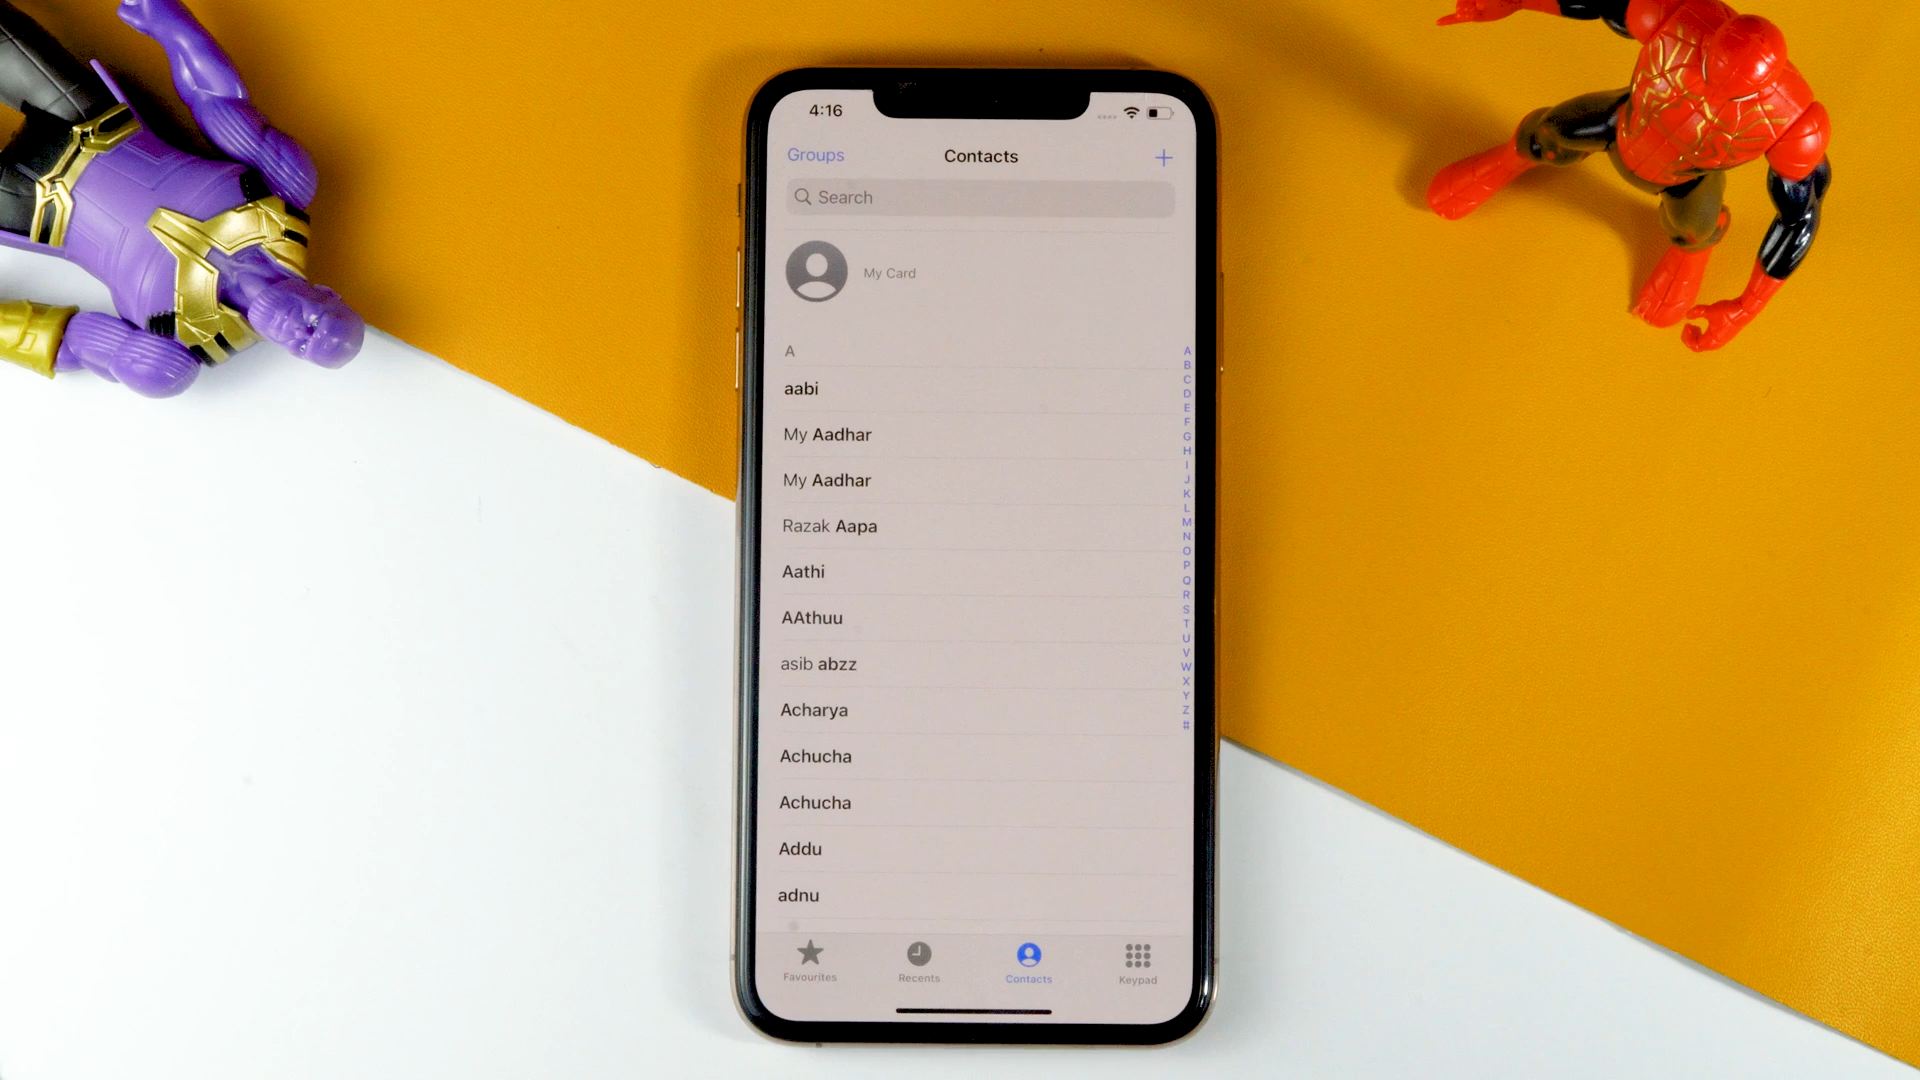 4:16
Groups Contacts +
Search
My Card
A
aabi
My Aadhar
My Aadhar
Razak Aapa
Aathi
AAthuu
asib abzz
Acharya
Achucha
Achucha
Addu
adnu
A
B
C
D
E
F
G
H
I
J
K
L
M
N
O
P
Q
R
S
T
U
V
W
X
Y
Z
#
Favourites Recents Contacts Keypad